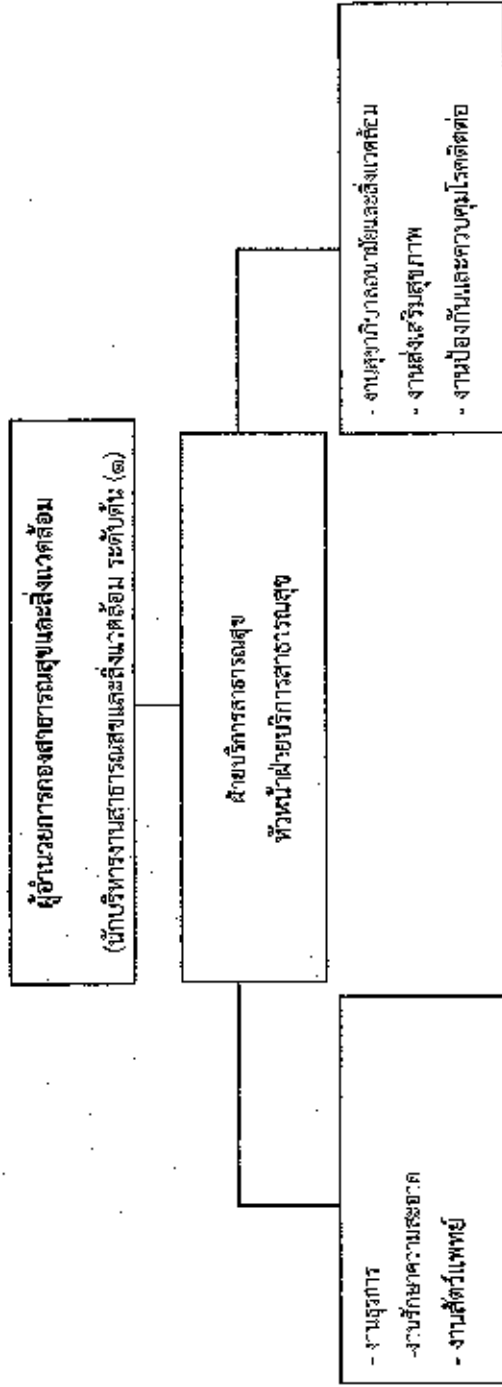 ผู้อำนวยการกองสาธารณสุขและสิ่งแวดล้อม
(นักบริหารงานสาธารณสุขและสิ่งแวดล้อม ระดับต้น (๑)
ฝ่ายบริการสาธารณสุข
หัวหน้าฝ่ายบริการสาธารณสุข
- งานธุรการ
-งานรักษาความสะอาด
- งานสัตว์แพทย์
- งานสุขาภิบาลอนามัยและสิ่งแวดล้อม
- งานส่งเสริมสุขภาพ
- งานป้องกันและควบคุมโรคติดต่อ